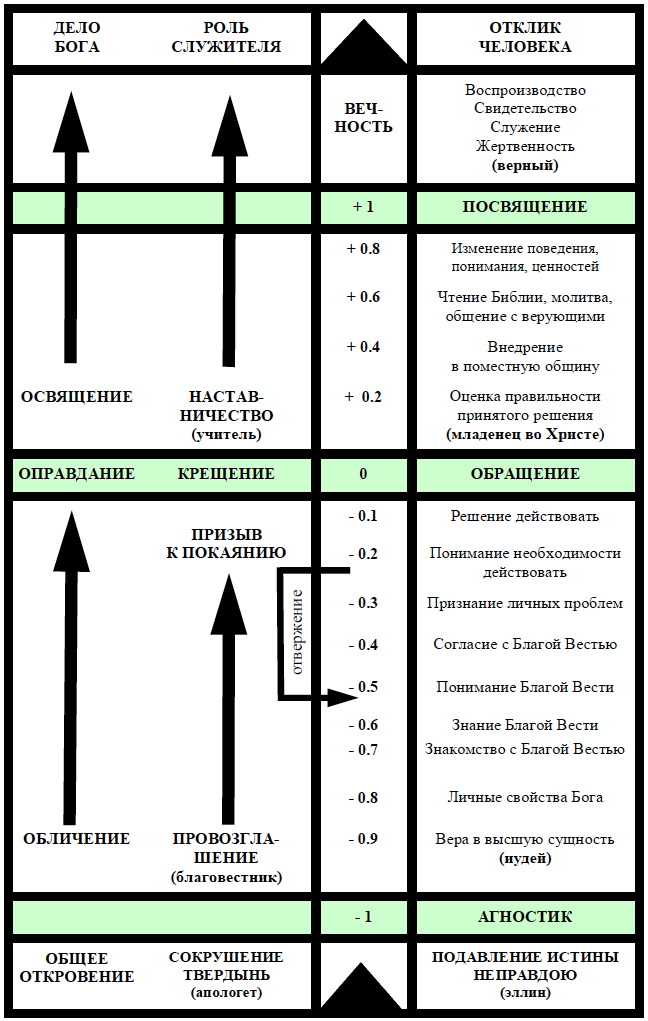 ДЕЛО
БОГА
РОЛЬ
СЛУЖИТЕЛЯ
ОТКЛИК
ЧЕЛОВЕКА
ВЕЧ-
НОСТЬ
Воспроизводство
Свидетельство
Служение
Жертвенность
(верный)
+ 1
ПОСВЯЩЕНИЕ
+ 0.8
Изменение поведения,
понимания, ценностей
+ 0.6
Чтение Библии, молитва,
общение с верующими
+ 0.4
Внедрение
в поместную общину
ОСВЯЩЕНИЕ
НАСТАВ-
НИЧЕСТВО
(учитель)
+ 0.2
Оценка правильности
принятого решения
(младенец во Христе)
ОПРАВДАНИЕ
КРЕЩЕНИЕ
0
ОБРАЩЕНИЕ
- 0.1
Решение действовать
ПРИЗЫВ
К ПОКАЯНИЮ
- 0.2
Понимание необходимости
действовать
отвержение
- 0.3
Признание личных проблем
- 0.4
Согласие с Благой Вестью
- 0.5
Понимание Благой Вести
- 0.6
Знание Благой Вести
- 0.7
Знакомство с Благой Вестью
- 0.8
Личные свойства Бога
ОБЛИЧЕНИЕ
ПРОВОЗГЛА-
ШЕНИЕ
(благовестник)
- 0.9
Вера в высшую сущность
(иудей)
- 1
АГНОСТИК
ОБЩЕЕ
ОТКРОВЕНИЕ
СОКРУШЕНИЕ
ТВЕРДЫНЬ
(апологет)
ПОДАВЛЕНИЕ ИСТИНЫ
НЕПРАВДОЮ
(эллин)